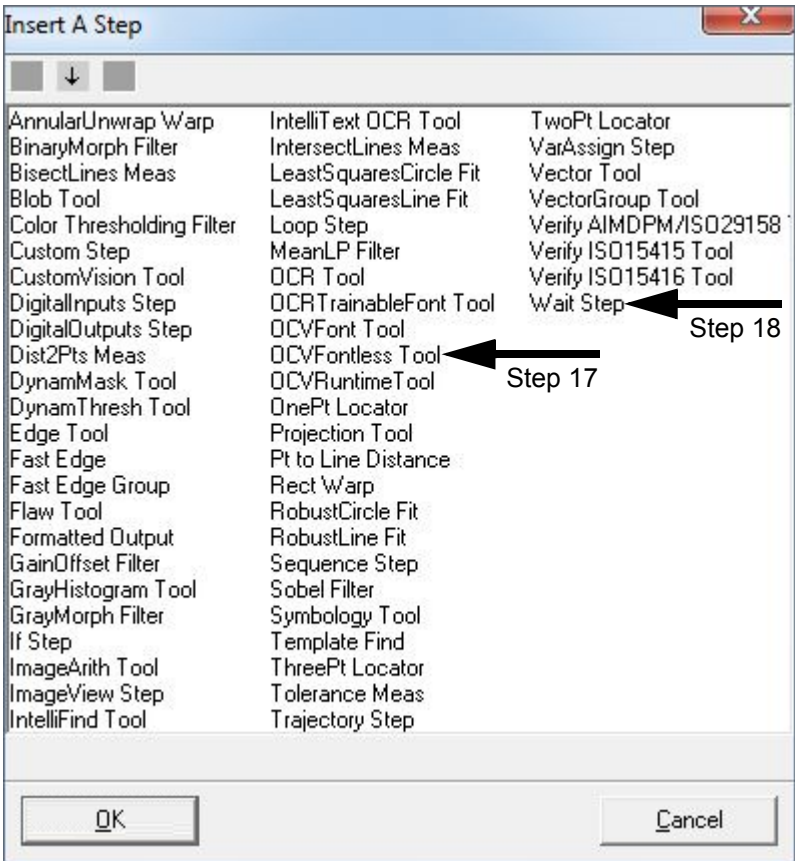 Insert A Step
AnnularUnwrap Warp
BinaryMorph Filter
BisectLines Meas
Blob Tool
Color Thresholding Filter
Custom Step
CustomVision Tool
DigitalInputs Step
DigitalOutputs Step
Dist2Pts Meas
DynamMask Tool
DynamThresh Tool
Edge Tool
Fast Edge
Fast Edge Group
Flaw Tool
Formatted Output
GainOffset Filter
GrayHistogram Tool
GrayMorph Filter
If Step
ImageArith Tool
ImageView Step
IntelliFind Tool
IntelliText OCR Tool
IntersectLines Meas
LeastSquaresCircle Fit
LeastSquaresLine Fit
Loop Step
MeanLP Filter
OCR Tool
OCRTrainableFont Tool
OCVFont Tool
OCVFontless Tool
Step 17
OCVRuntimeTool
OnePt Locator
Projection Tool
Pt to Line Distance
Rect Warp
RobustCircle Fit
RobustLine Fit
Sequence Step
Sobel Filter
Symbology Tool
Template Find
ThreePt Locator
Tolerance Meas
Trajectory Step
TwoPt Locator
VarAssign Step
Vector Tool
VectorGroup Tool
Verify AIMDPM/ISO29158
Verify ISO15415 Tool
Verify ISO15416 Tool
Wait Step
Step 18
OK
Cancel